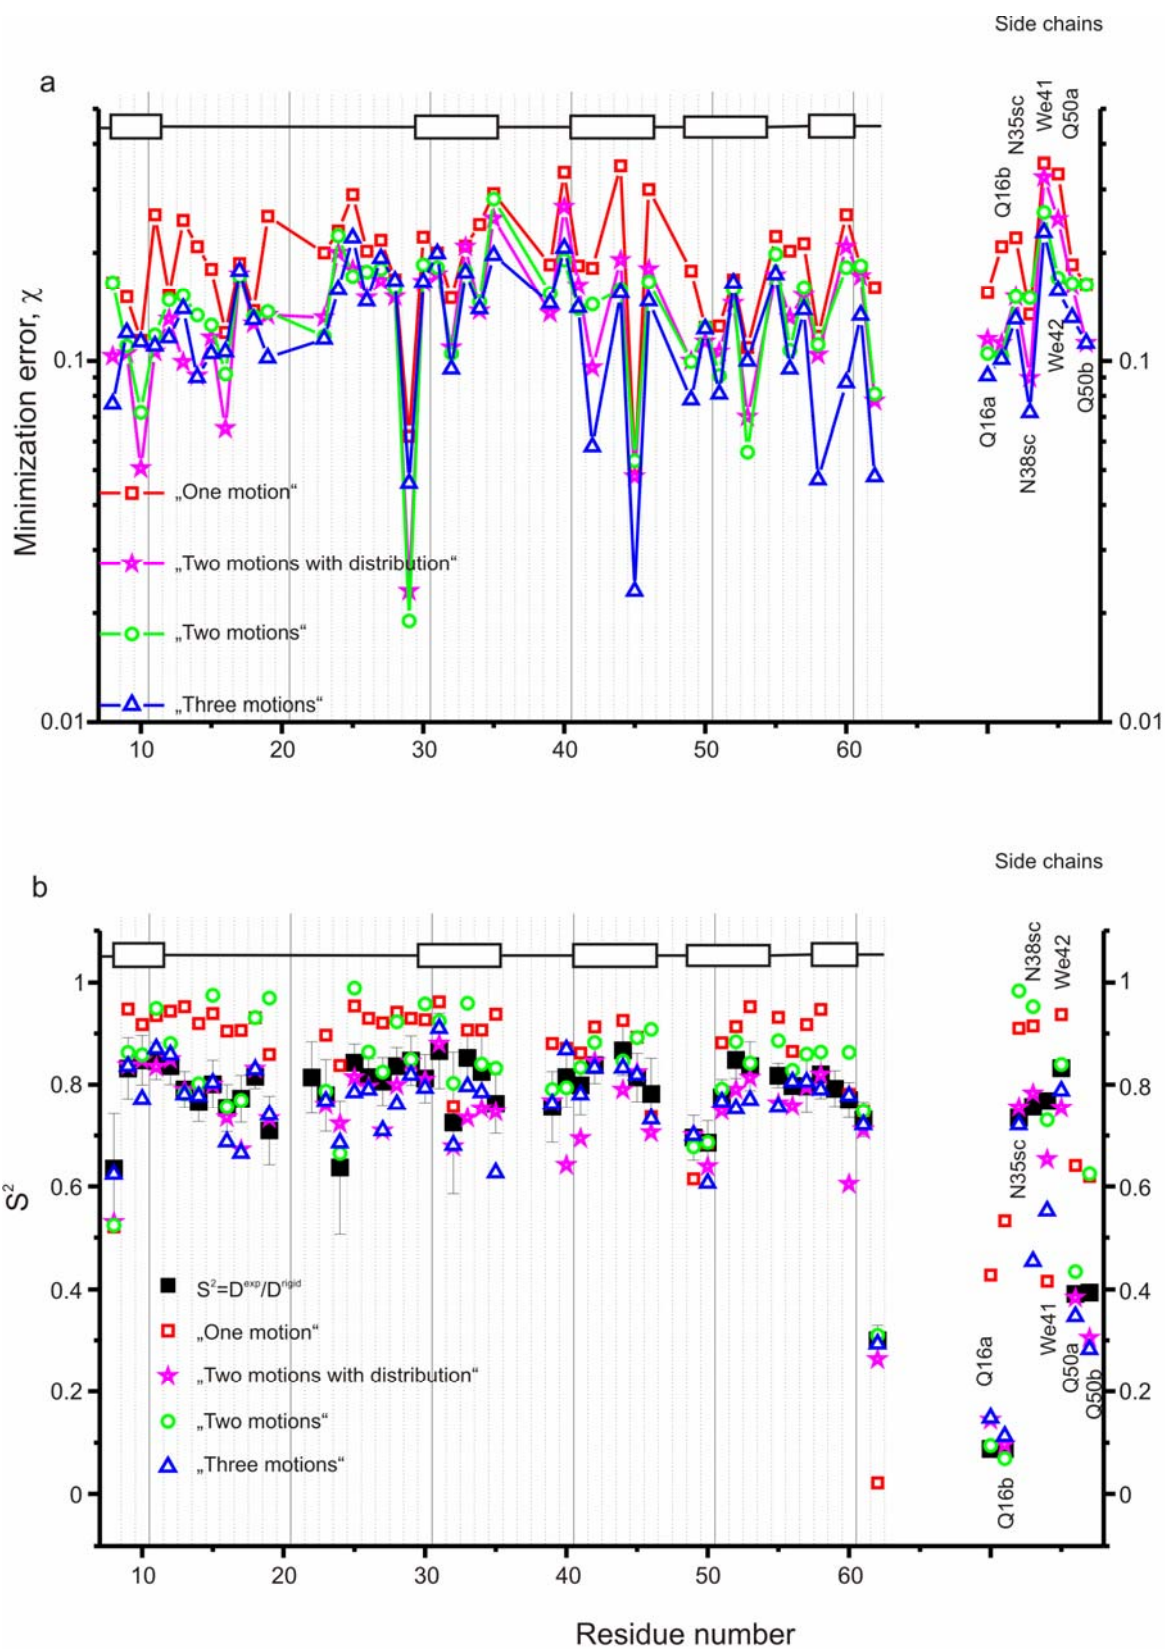 Side chains
a
We41
Q50a
N35sc
Q16b
Minimization error, χ
0.1
0.1
We42
Q16a
Q50b
N38sc
„One motion“
„Two motions with distribution“
„Two motions“
„Three motions“
0.01
0.01
10 20 30 40 50 60
Side chains
b
N38sc
We42
1
1
0.8
0.8
N35sc
S²
0.6
0.6
S²=Dᵉˣᵖ/Dʳⁱᵍⁱᵈ
0.4
0.4
„One motion“
We41
Q16a
Q50a
„Two motions with distribution“
Q50b
0.2
0.2
„Two motions“
„Three motions“
Q16b
0
0
10 20 30 40 50 60
Residue number